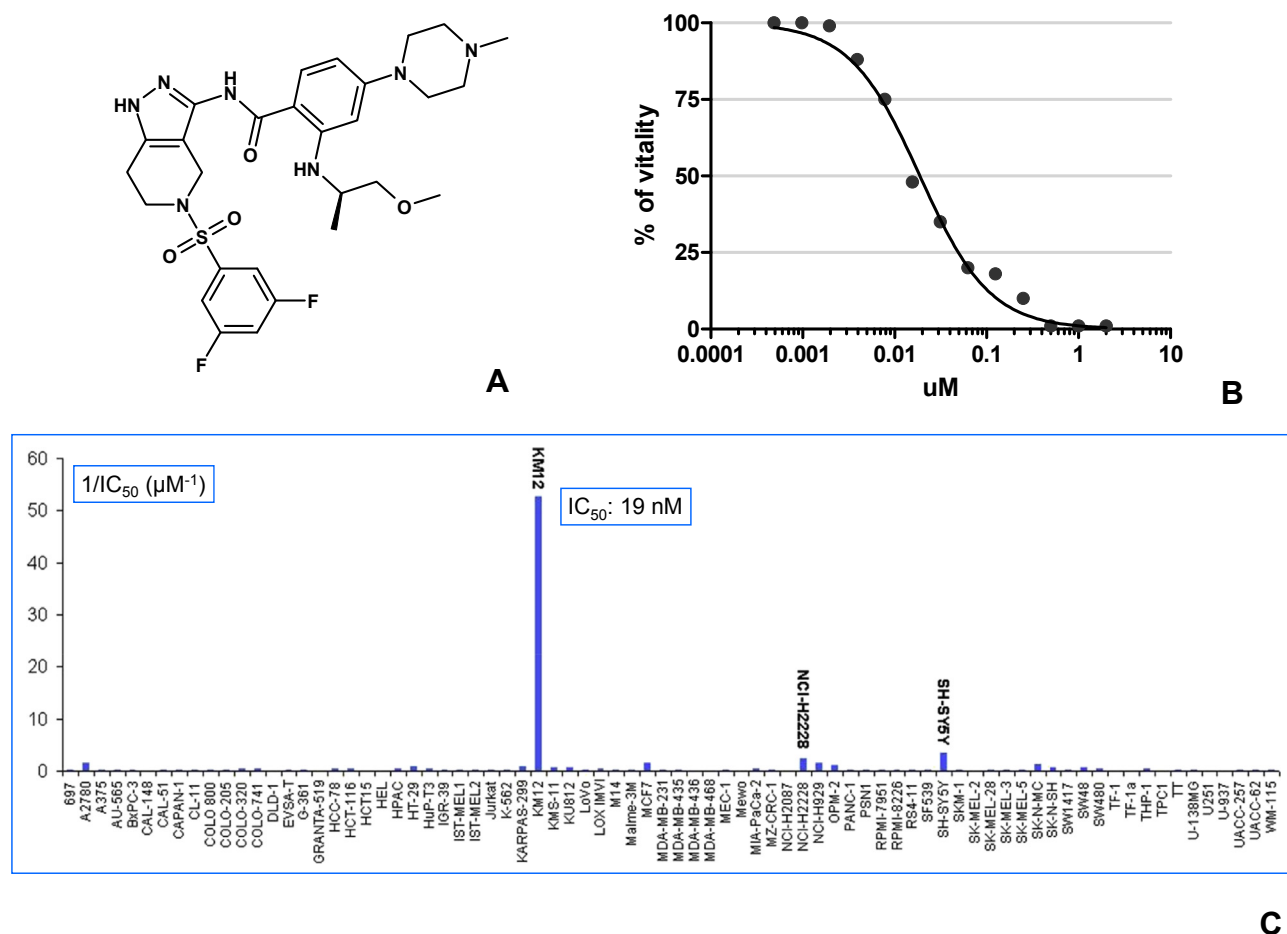 N
HN
H
N
O
N
N
HN
O
N
S
O
O
F
F
A
100
75
50
25
0
% of vitality
0.0001 0.001 0.01 0.1 1 10
uM
B
60
50
40
30
20
10
0
1/IC50 (µM-1)
KM12
IC50: 19 nM
NCI-H2228
SH-SY5Y
697
A2780
A375
AU-565
BxPC-3
CAL-148
CAL-51
CAPAN-1
CL-11
COLO 800
COLO-205
COLO-320
COLO-741
DLD-1
EVSA-T
G-361
GRANTA-519
HCC-78
HCT-116
HCT15
HEL
HPAC
HT-29
HuP-T3
IGR-39
IST-MEL1
IST-MEL2
Jurkat
K-562
KARPAS-299
KM12
KMS-11
KU812
LoVo
LOX IMVI
M14
Malme-3M
MCF7
MDA-MB-231
MDA-MB-435
MDA-MB-436
MDA-MB-468
MEC-1
Mewo
MIA-PaCa-2
MZ-CRC-1
NCI-H2087
NCI-H2228
NCI-H929
OPM-2
PANC-1
PSN1
RPMI-7951
RPMI-8226
RS4-11
SF539
SH-SY5Y
SKM-1
SK-MEL-2
SK-MEL-28
SK-MEL-3
SK-MEL-5
SK-N-MC
SK-N-SH
SW1417
SW48
SW480
TF-1
TF-1a
THP-1
TPC1
TT
U-138MG
U251
U-937
UACC-257
UACC-62
WM-115
C